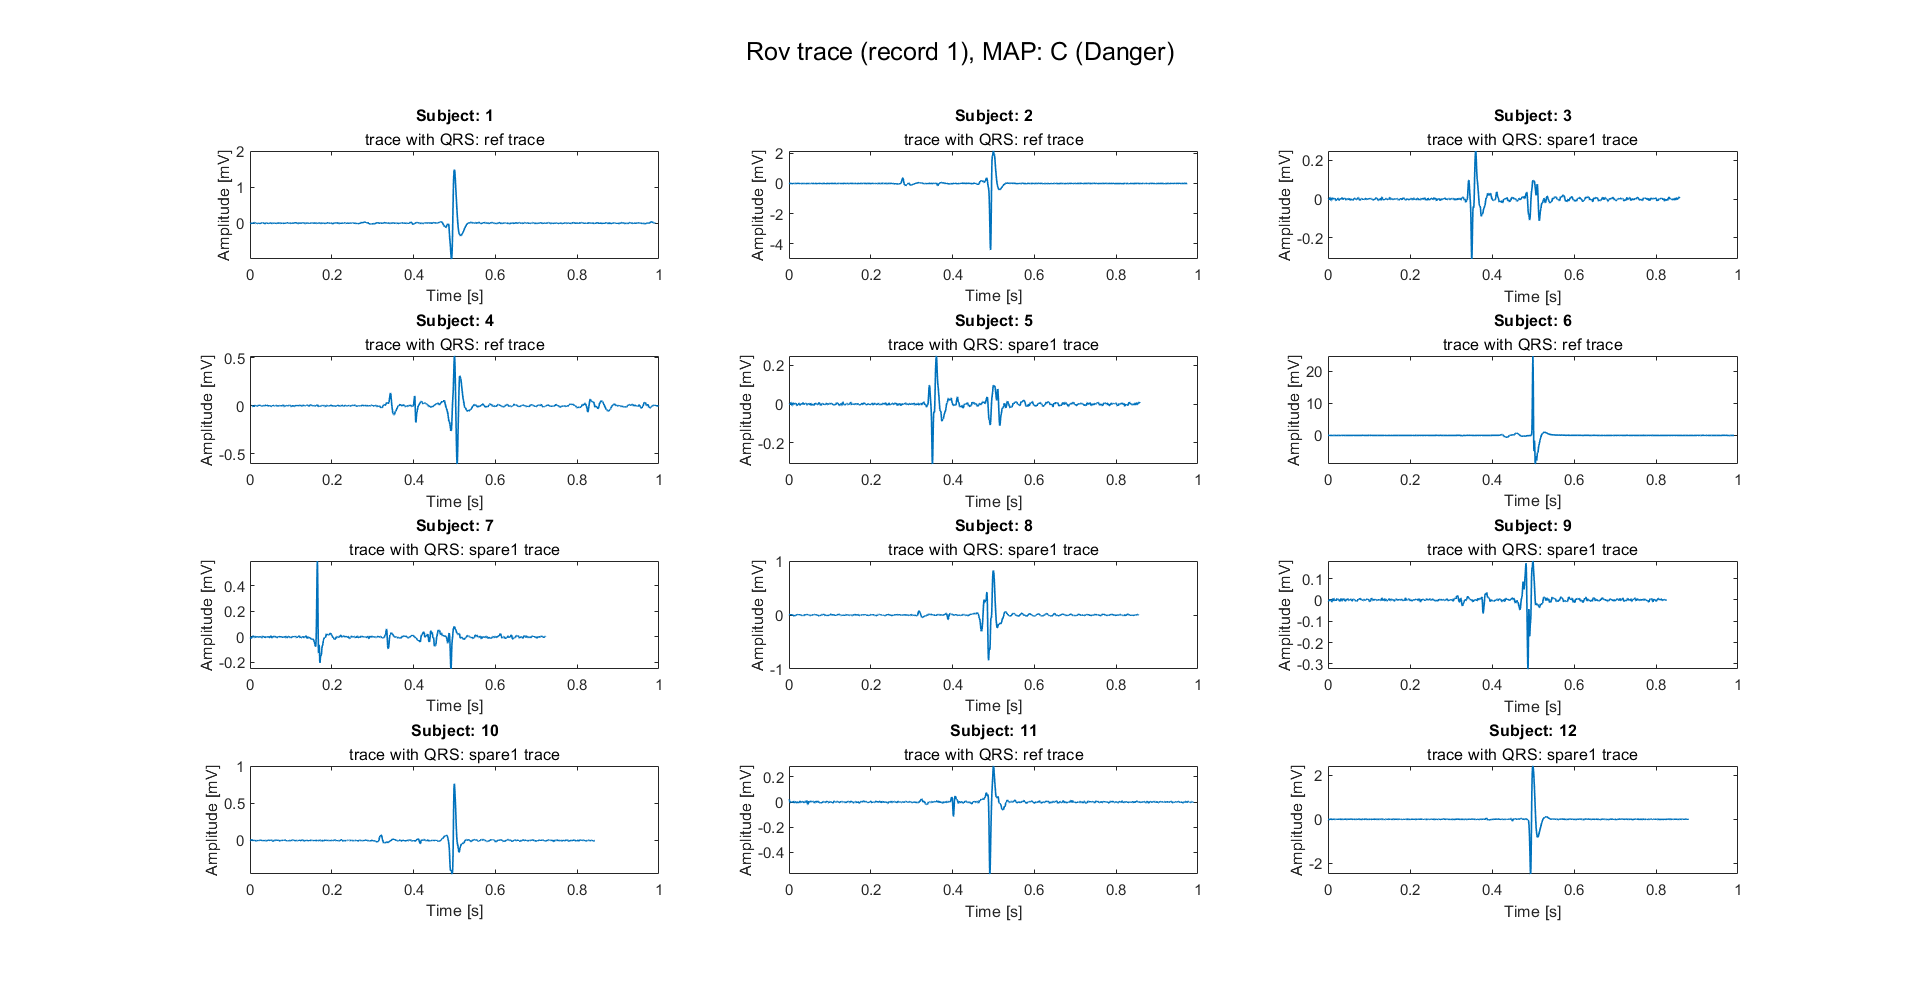 Rov trace (record 1), MAP: C (Danger)
Subject: 1
trace with QRS: ref trace
Amplitude [mV]
2
1
0
0 0.2 0.4 0.6 0.8 1
Time [s]
Subject: 2
trace with QRS: ref trace
Amplitude [mV]
2
0
-2
-4
0 0.2 0.4 0.6 0.8 1
Time [s]
Subject: 3
trace with QRS: spare1 trace
Amplitude [mV]
0.2
0
-0.2
0 0.2 0.4 0.6 0.8 1
Time [s]
Subject: 4
trace with QRS: ref trace
Amplitude [mV]
0.5
0
-0.5
0 0.2 0.4 0.6 0.8 1
Time [s]
Subject: 5
trace with QRS: spare1 trace
Amplitude [mV]
0.2
0
-0.2
0 0.2 0.4 0.6 0.8 1
Time [s]
Subject: 6
trace with QRS: ref trace
Amplitude [mV]
20
10
0
0 0.2 0.4 0.6 0.8 1
Time [s]
Subject: 7
trace with QRS: spare1 trace
Amplitude [mV]
0.4
0.2
0
-0.2
0 0.2 0.4 0.6 0.8 1
Time [s]
Subject: 8
trace with QRS: spare1 trace
Amplitude [mV]
1
0
-1
0 0.2 0.4 0.6 0.8 1
Time [s]
Subject: 9
trace with QRS: spare1 trace
Amplitude [mV]
0.1
0
-0.1
-0.2
-0.3
0 0.2 0.4 0.6 0.8 1
Time [s]
Subject: 10
trace with QRS: spare1 trace
Amplitude [mV]
1
0.5
0
0 0.2 0.4 0.6 0.8 1
Time [s]
Subject: 11
trace with QRS: ref trace
Amplitude [mV]
0.2
0
-0.2
-0.4
0 0.2 0.4 0.6 0.8 1
Time [s]
Subject: 12
trace with QRS: spare1 trace
Amplitude [mV]
2
0
-2
0 0.2 0.4 0.6 0.8 1
Time [s]